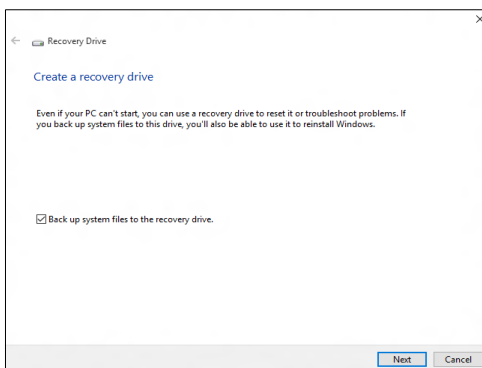 Recovery Drive
Create a recovery drive
Even if your PC can't start, you can use a recovery drive to reset it or troubleshoot problems. If
you back up system files to this drive, you'll also be able to use it to reinstall Windows.
Back up system files to the recovery drive.
Next Cancel